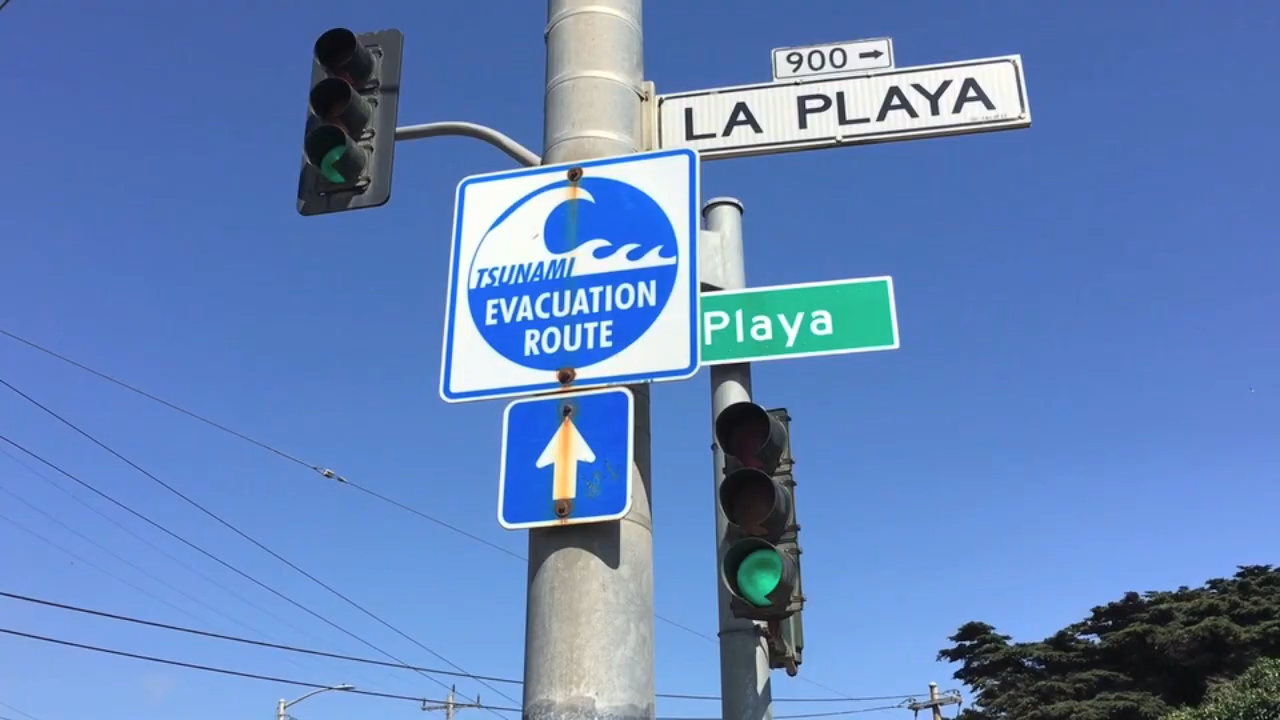 900 →
LA PLAYA
TSUNAMI
EVACUATION
ROUTE
Playa